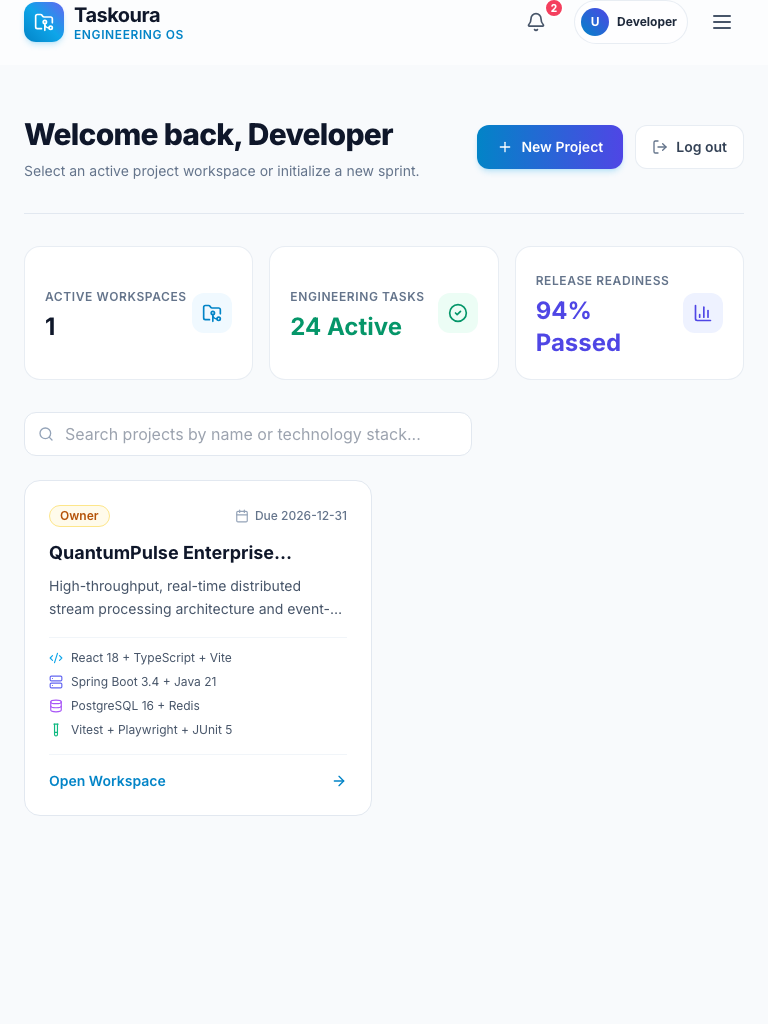 Taskoura
ENGINEERING OS
2
U
Developer
Welcome back, Developer
Select an active project workspace or initialize a new sprint.
New Project
Log out
ACTIVE WORKSPACES
1
ENGINEERING TASKS
24 Active
RELEASE READINESS
94%
Passed
Search projects by name or technology stack...
Owner
Due 2026-12-31
QuantumPulse Enterprise...
High-throughput, real-time distributed
stream processing architecture and event-...
React 18 + TypeScript + Vite
Spring Boot 3.4 + Java 21
PostgreSQL 16 + Redis
Vitest + Playwright + JUnit 5
Open Workspace